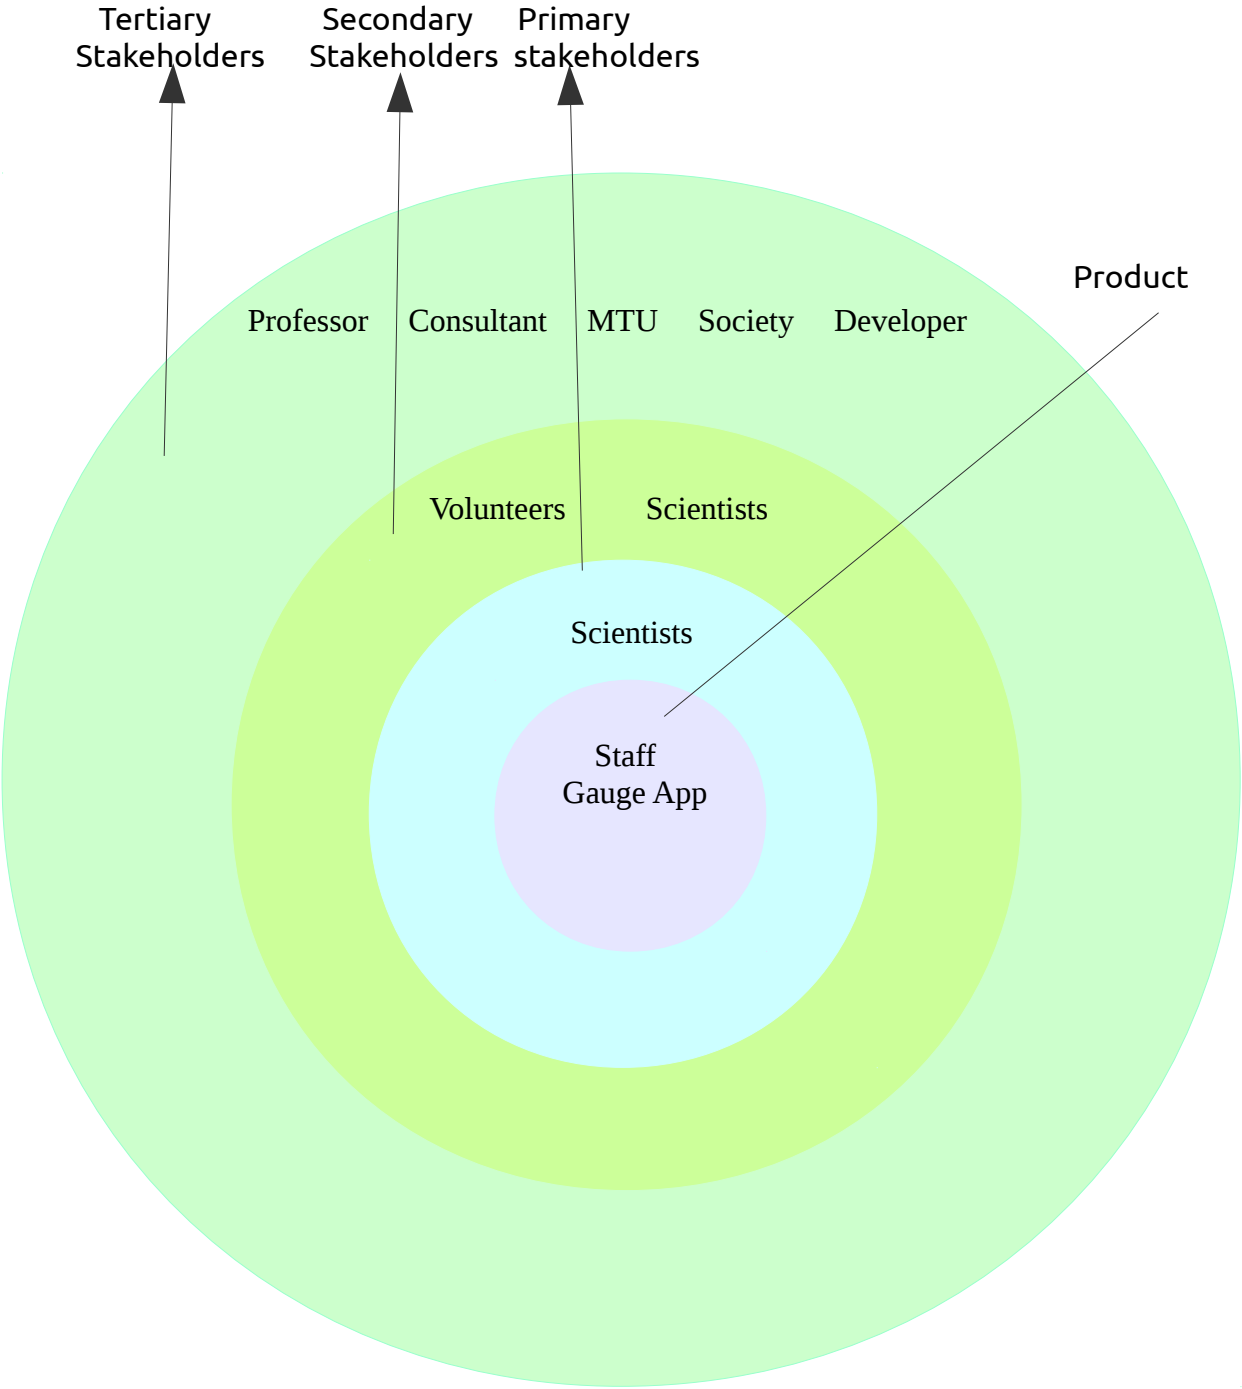 Tertiary
Stakeholders
Secondary
Stakeholders
Primary
stakeholders
Product
Professor Consultant MTU Society Developer
Volunteers Scientists
Scientists
Staff
Gauge App